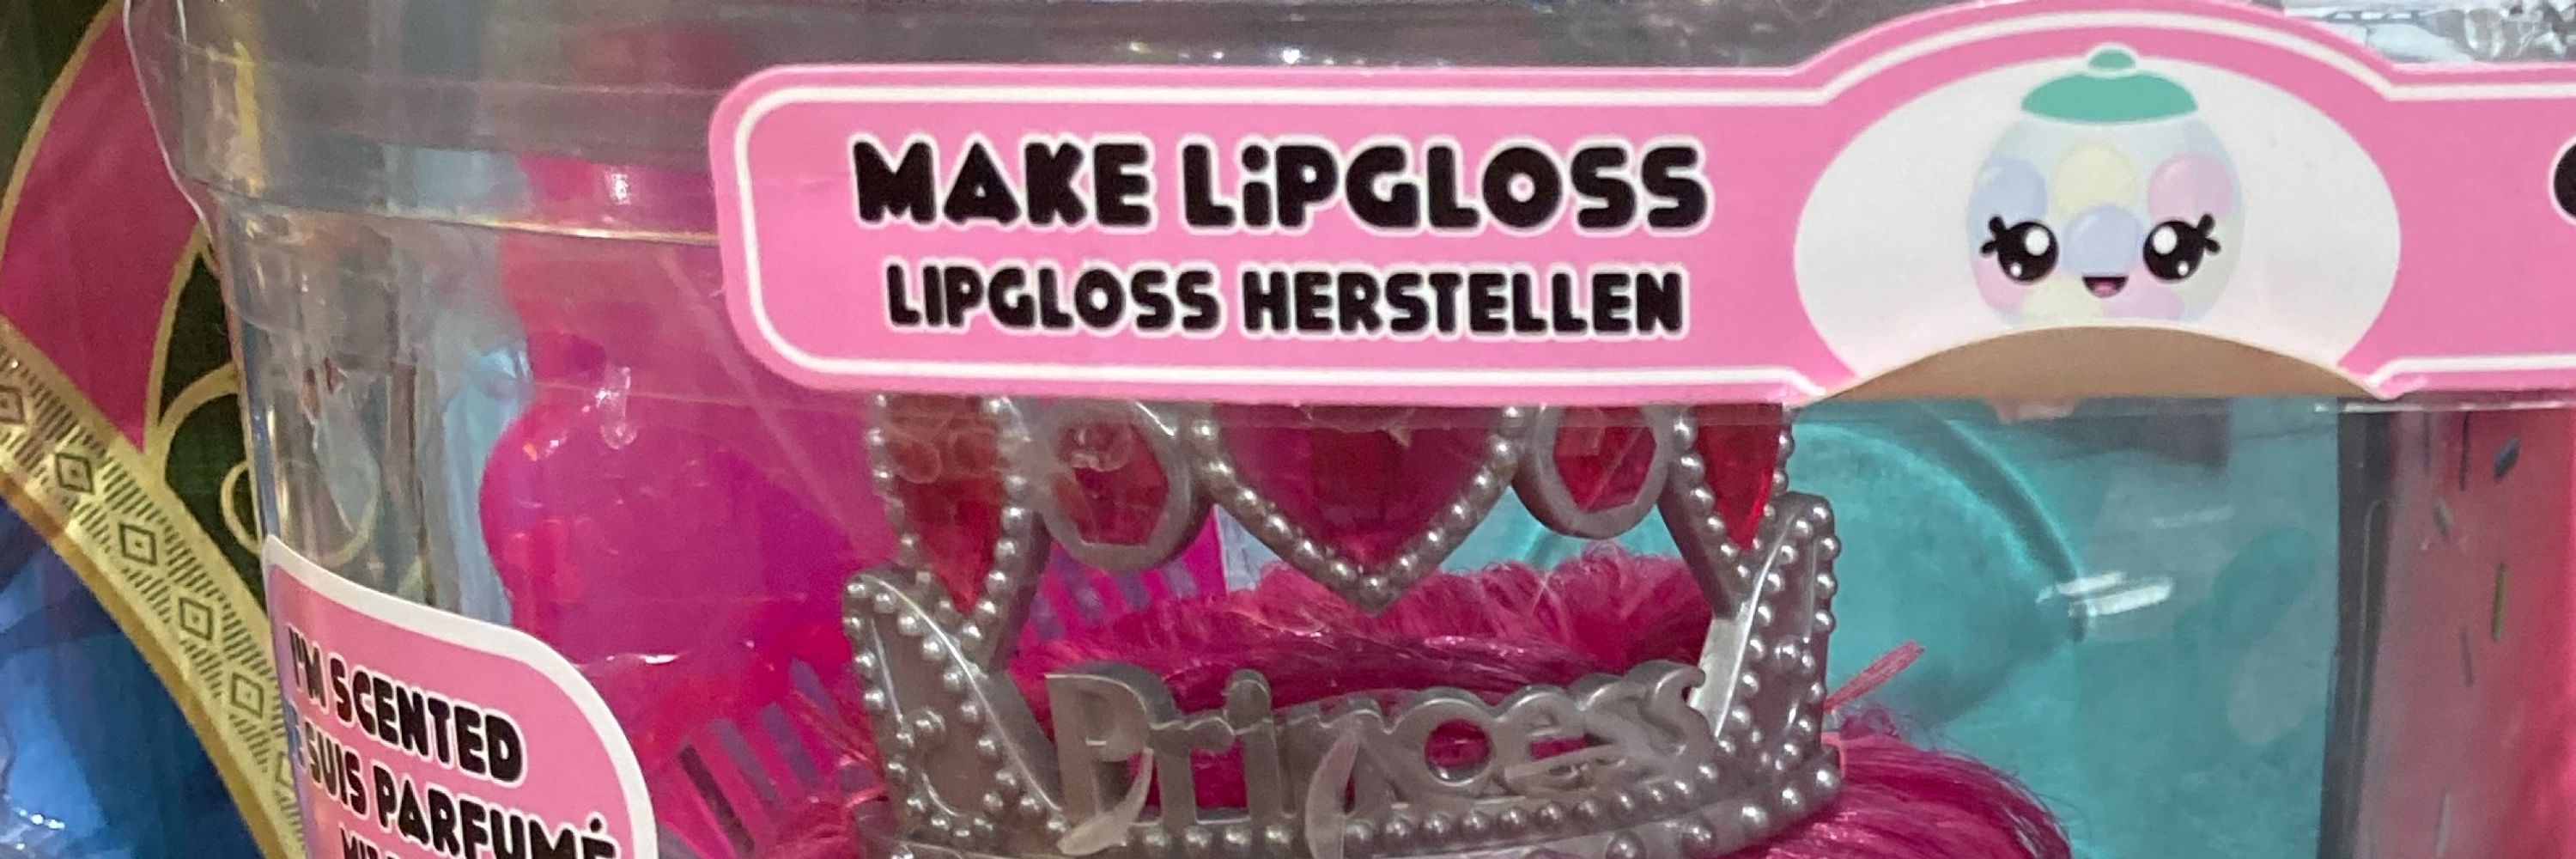 MAKE LiPGLOSS
LIPGLOSS HERSTELLEN
Princess
I'M SCENTED
SUIS PARFUMÉ